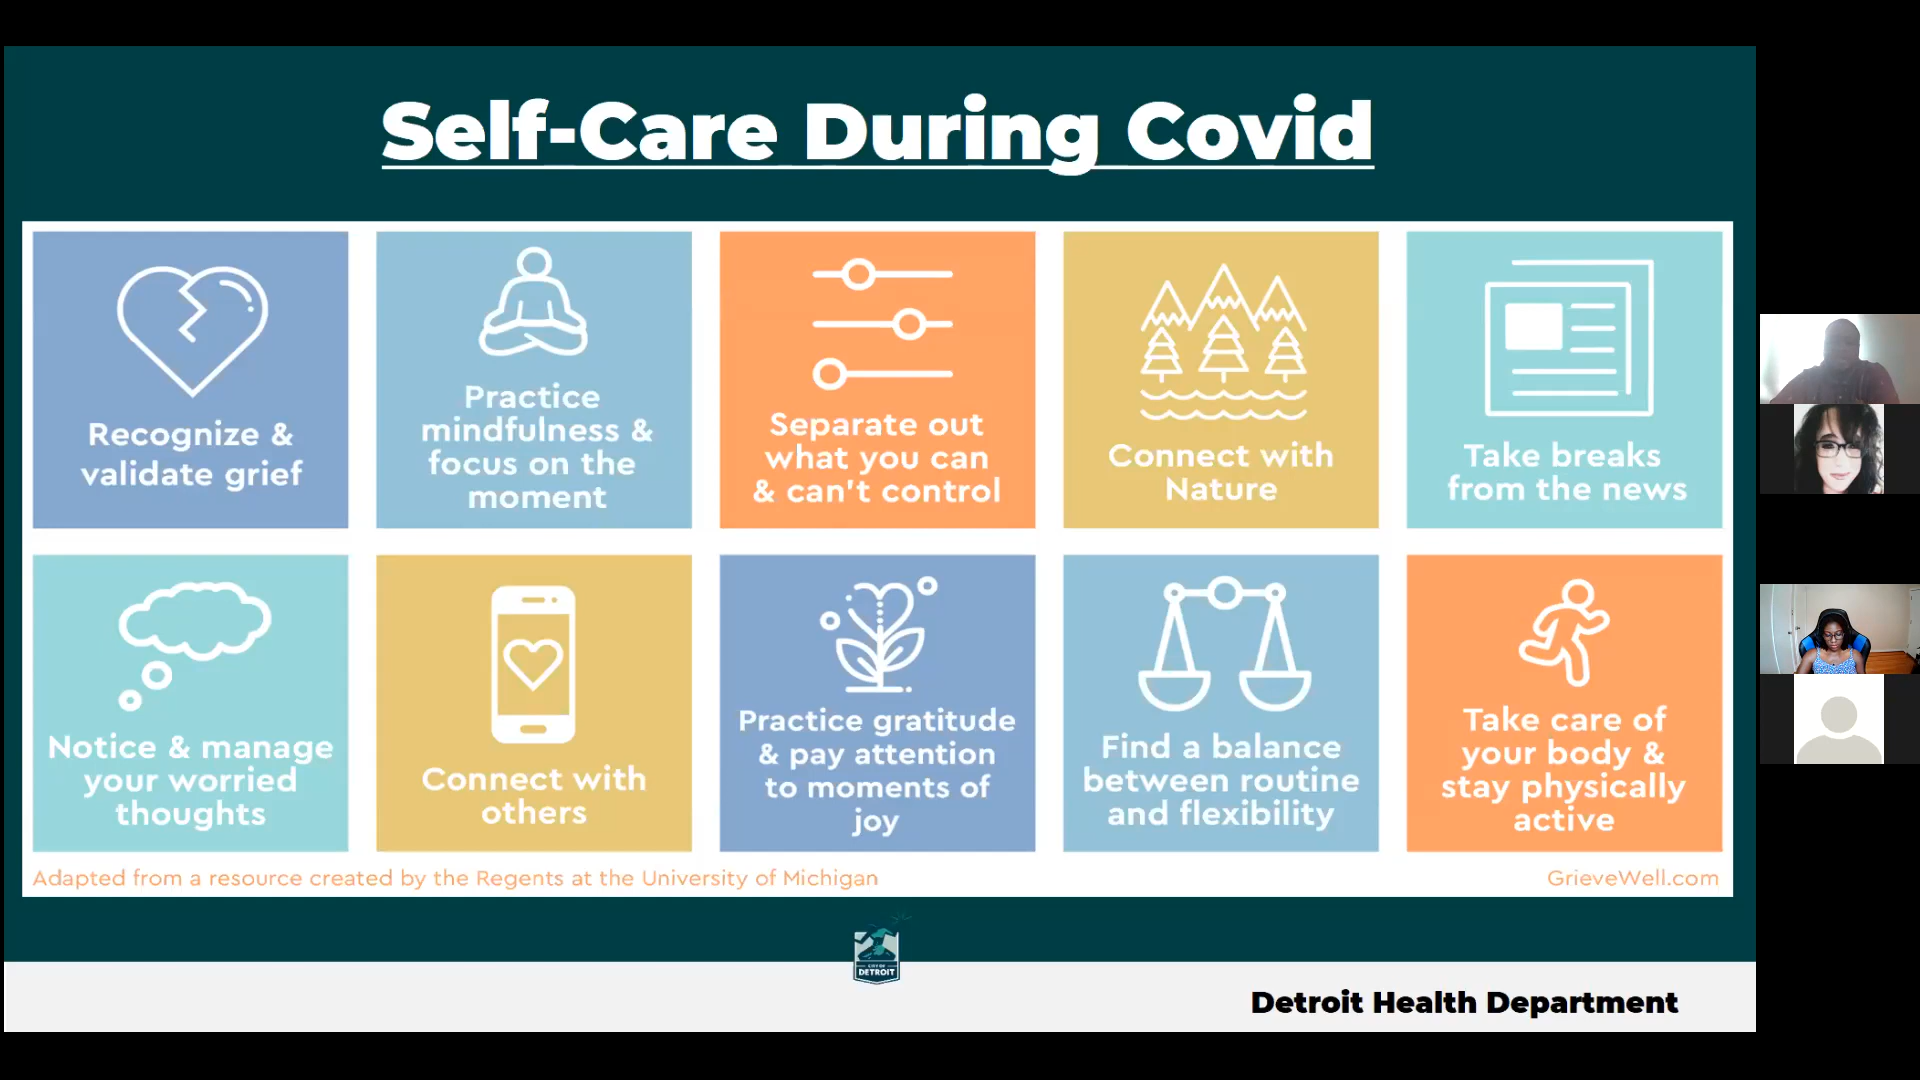 Self-Care During Covid
Recognize &
validate grief
Practice
mindfulness &
focus on the
moment
Separate out
what you can
& can't control
Connect with
Nature
Take breaks
from the news
Notice & manage
your worried
thoughts
Connect with
others
Practice gratitude
& pay attention
to moments of
joy
Find a balance
between routine
and flexibility
Take care of
your body &
stay physically
active
Adapted from a resource created by the Regents at the University of Michigan
GrieveWell.com
CITY OF
DETROIT
Detroit Health Department